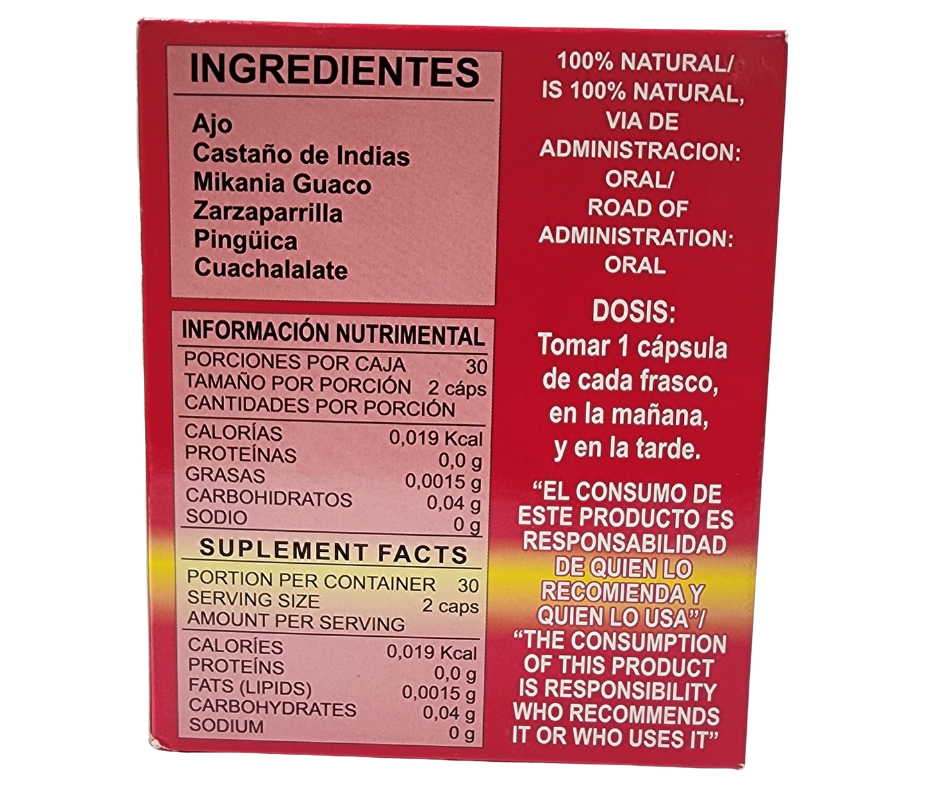 INGREDIENTES
Ajo
Castaño de Indias
Mikania Guaco
Zarzaparrilla
Pingüica
Cuachalalate
INFORMACIÓN NUTRIMENTAL
PORCIONES POR CAJA 30
TAMAÑO POR PORCIÓN 2 cáps
CANTIDADES POR PORCIÓN
CALORÍAS 0,019 Kcal
PROTEÍNAS 0,0 g
GRASAS 0,0015 g
CARBOHIDRATOS 0,04 g
SODIO 0 g
SUPLEMENT FACTS
PORTION PER CONTAINER 30
SERVING SIZE 2 caps
AMOUNT PER SERVING
CALORÍES 0,019 Kcal
PROTEÍNS 0,0 g
FATS (LIPIDS) 0,0015 g
CARBOHYDRATES 0,04 g
SODIUM 0 g
100% NATURAL/
IS 100% NATURAL,
VIA DE
ADMINISTRACION:
ORAL/
ROAD OF
ADMINISTRATION:
ORAL
DOSIS:
Tomar 1 cápsula
de cada frasco,
en la mañana,
y en la tarde.
“EL CONSUMO DE
ESTE PRODUCTO ES
RESPONSABILIDAD
DE QUIEN LO
RECOMIENDA Y
QUIEN LO USA”/
“THE CONSUMPTION
OF THIS PRODUCT
IS RESPONSIBILITY
WHO RECOMMENDS
IT OR WHO USES IT”